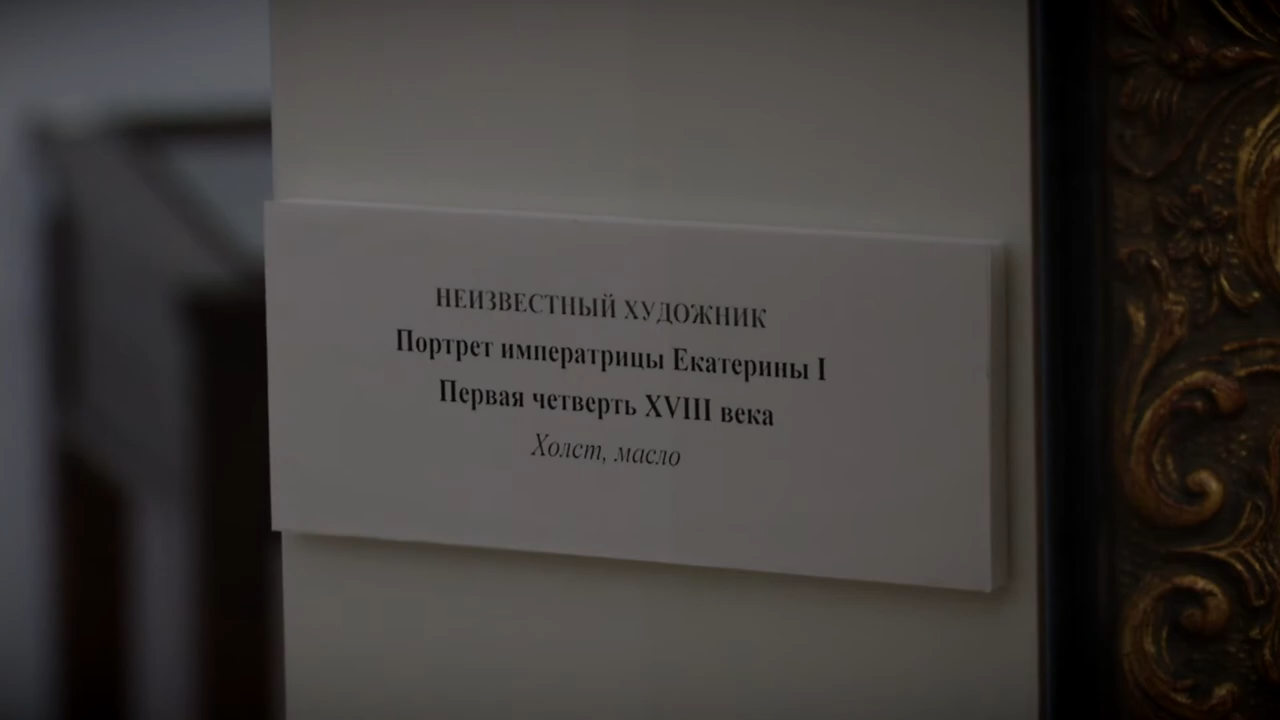 НЕИЗВЕСТНЫЙ ХУДОЖНИК
Портрет императрицы Екатерины I
Первая четверть XVIII века
Холст, масло